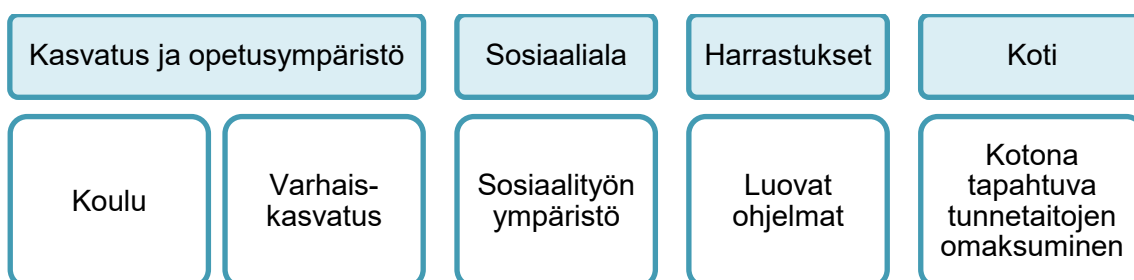 Kasvatus ja opetusympäristö
Sosiaaliala
Harrastukset
Koti
Koulu
Varhais-
kasvatus
Sosiaalityön
ympäristö
Luovat
ohjelmat
Kotona
tapahtuva
tunnetaitojen
omaksuminen